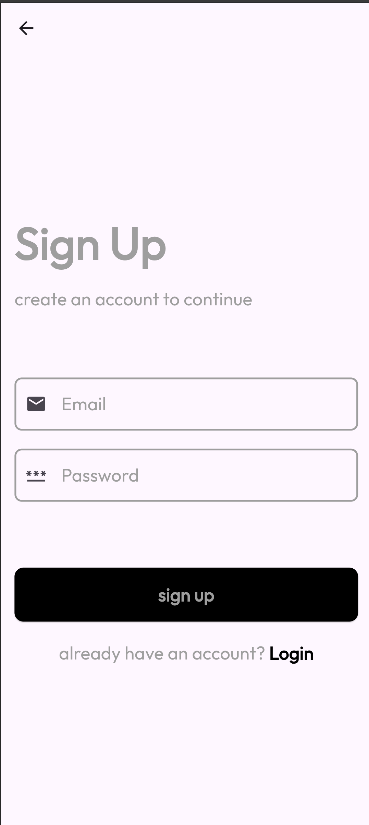 Sign Up
create an account to continue
Email
Password
sign up
already have an account? Login